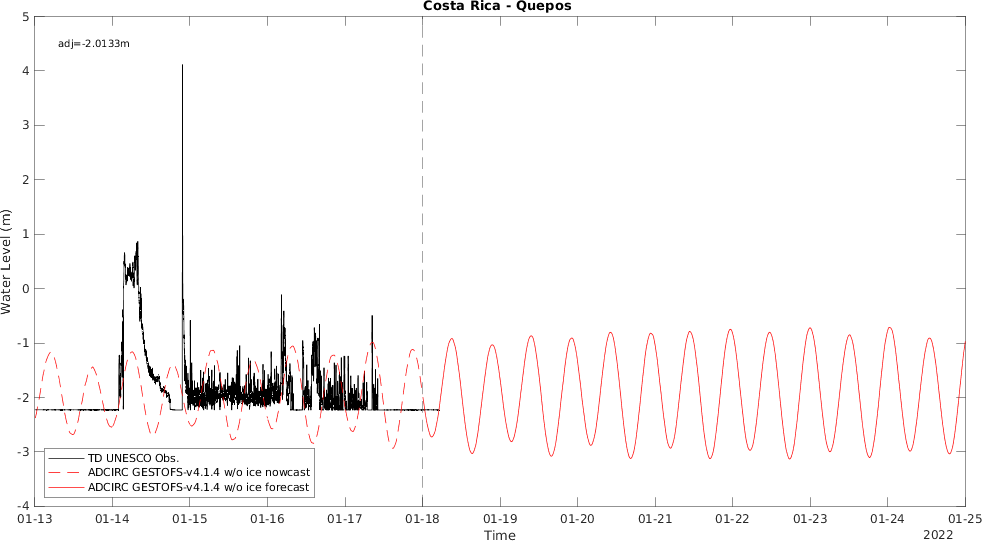 Costa Rica - Quepos
adj=-2.0133m
5
4
3
2
1
0
-1
-2
-3
-4
Water Level (m)
TD UNESCO Obs.
ADCIRC GESTOFS-v4.1.4 w/o ice nowcast
ADCIRC GESTOFS-v4.1.4 w/o ice forecast
01-13 01-14 01-15 01-16 01-17 01-18 01-19 01-20 01-21 01-22 01-23 01-24 01-25
Time
2022